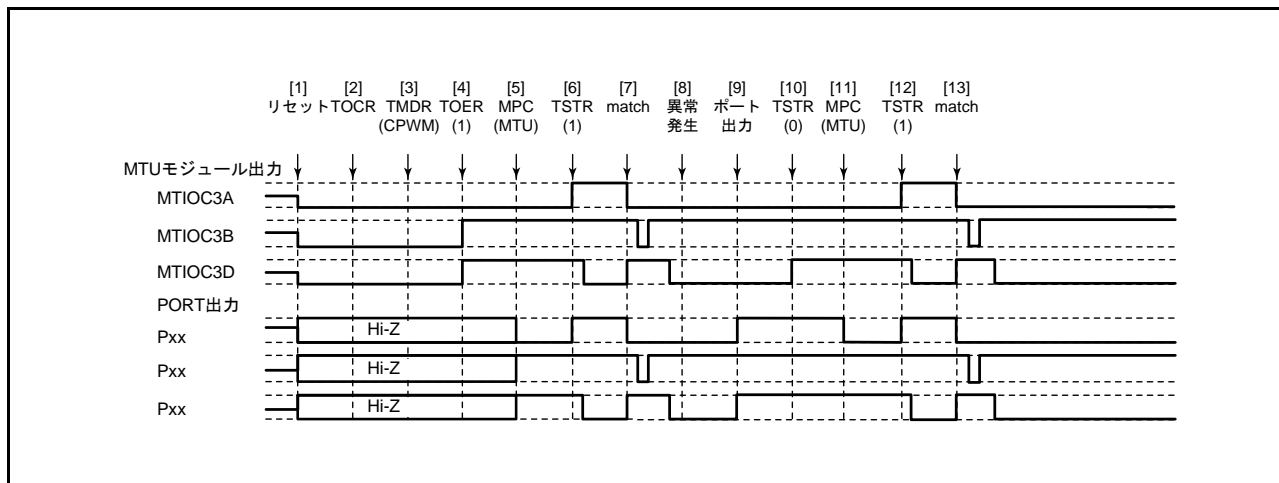 [1] [2] [3] [4] [5] [6] [7] [8] [9] [10] [11] [12] [13]
リセット TOCR TMDR TOER MPC TSTR match 異常 ポート TSTR MPC TSTR match
(CPWM) (1) (MTU) (1) 発生 出力 (0) (MTU) (1)
MTUモジュール出力
MTIOC3A
MTIOC3B
MTIOC3D
PORT出力
Pxx Hi-Z
Pxx Hi-Z
Pxx Hi-Z